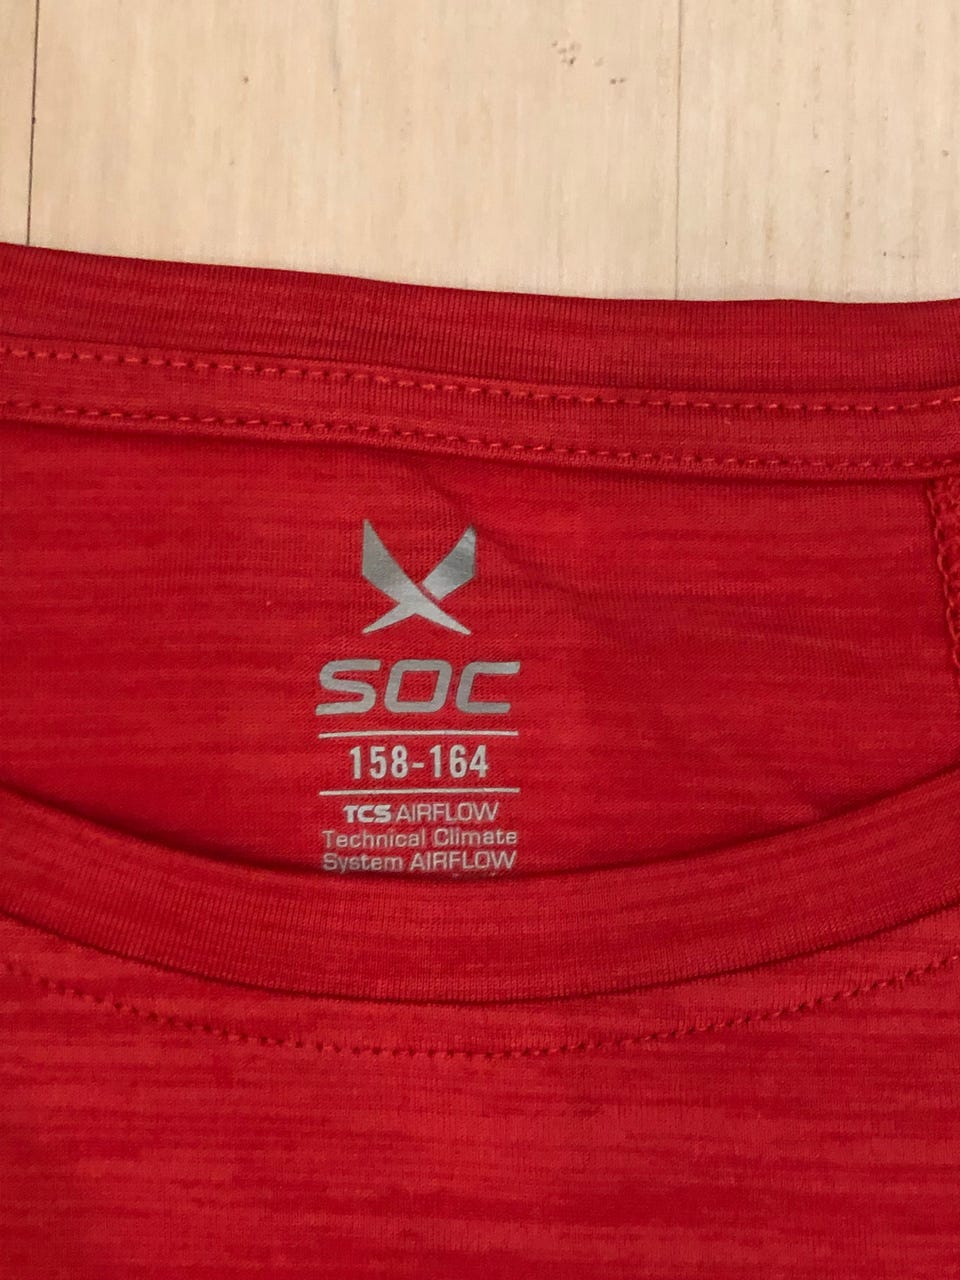 SOC
158-164
TCS AIRFLOW
Technical Climate
System AIRFLOW